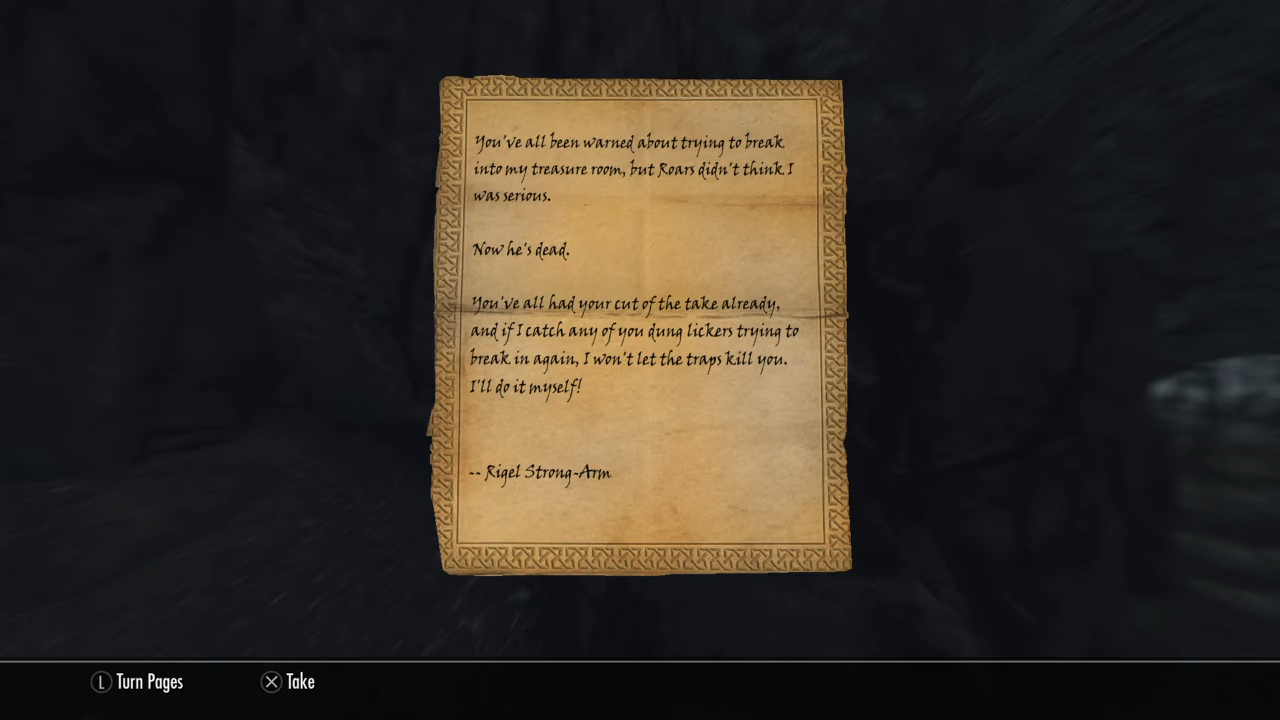 You've all been warned about trying to break
into my treasure room, but Roars didn't think I
was serious.
Now he's dead.
You've all had your cut of the take already,
and if I catch any of you dung lickers trying to
break in again, I won't let the traps kill you.
I'll do it myself!
-- Rigel Strong-Arm
L Turn Pages
X Take